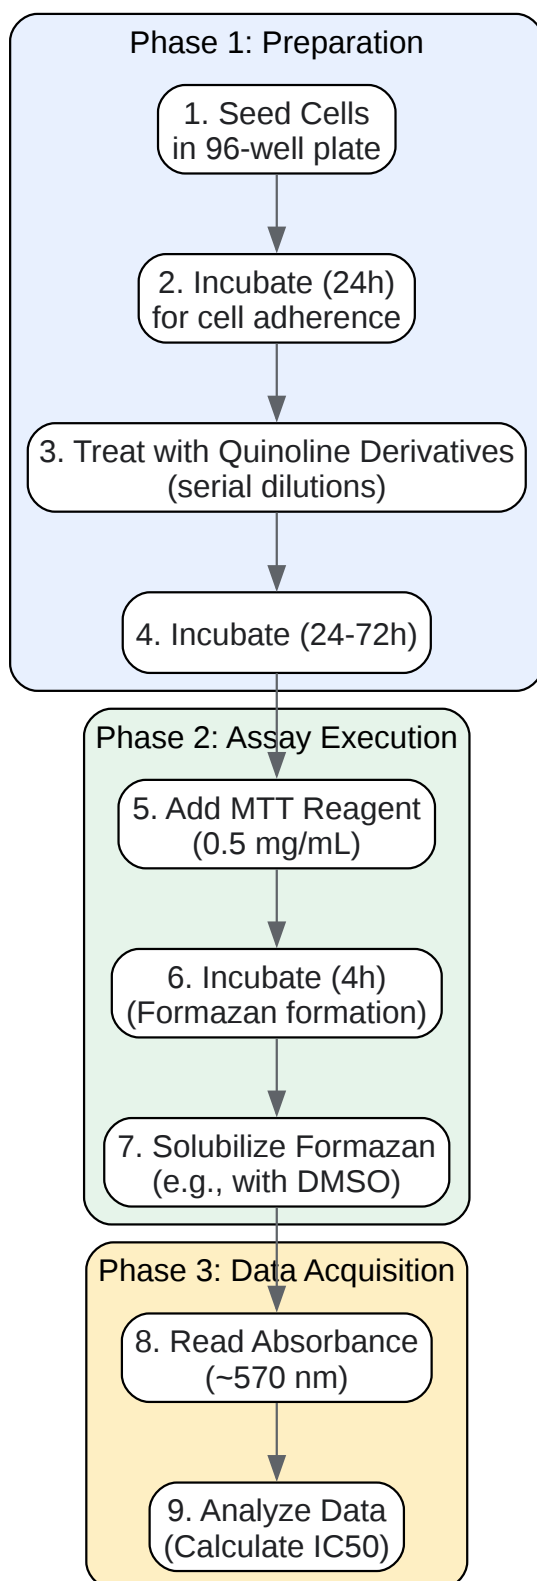 Phase 1: Preparation
1. Seed Cells
in 96-well plate
2. Incubate (24h)
for cell adherence
3. Treat with Quinoline Derivatives
(serial dilutions)
4. Incubate (24-72h)
Phase 2: Assay Execution
5. Add MTT Reagent
(0.5 mg/mL)
6. Incubate (4h)
(Formazan formation)
7. Solubilize Formazan
(e.g., with DMSO)
Phase 3: Data Acquisition
8. Read Absorbance
(~570 nm)
9. Analyze Data
(Calculate IC50)